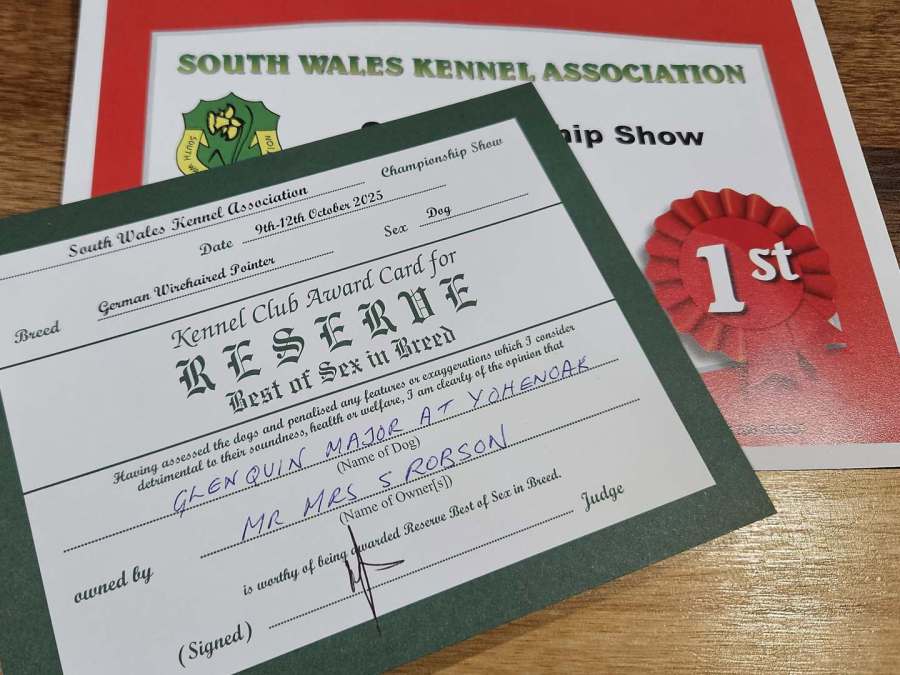 SOUTH WALES KENNEL ASSOCIATION
SOUTH W
hip Show
1st
South Wales Kennel Association Championship Show
Date 9th-12th October 2025
Breed German Wirehaired Pointer Sex Dog
Kennel Club Award Card for
RESERVE
Best of Sex in Breed
Having assessed the dogs and penalised any features or exaggerations which I consider
detrimental to their soundness, health or welfare, I am clearly of the opinion that
GLENQUIN MAJOR AT YOHENOAK
(Name of Dog)
owned by MR MRS S ROBSON
(Name of Owner[s])
is worthy of being awarded Reserve Best of Sex in Breed.
(Signed) Judge